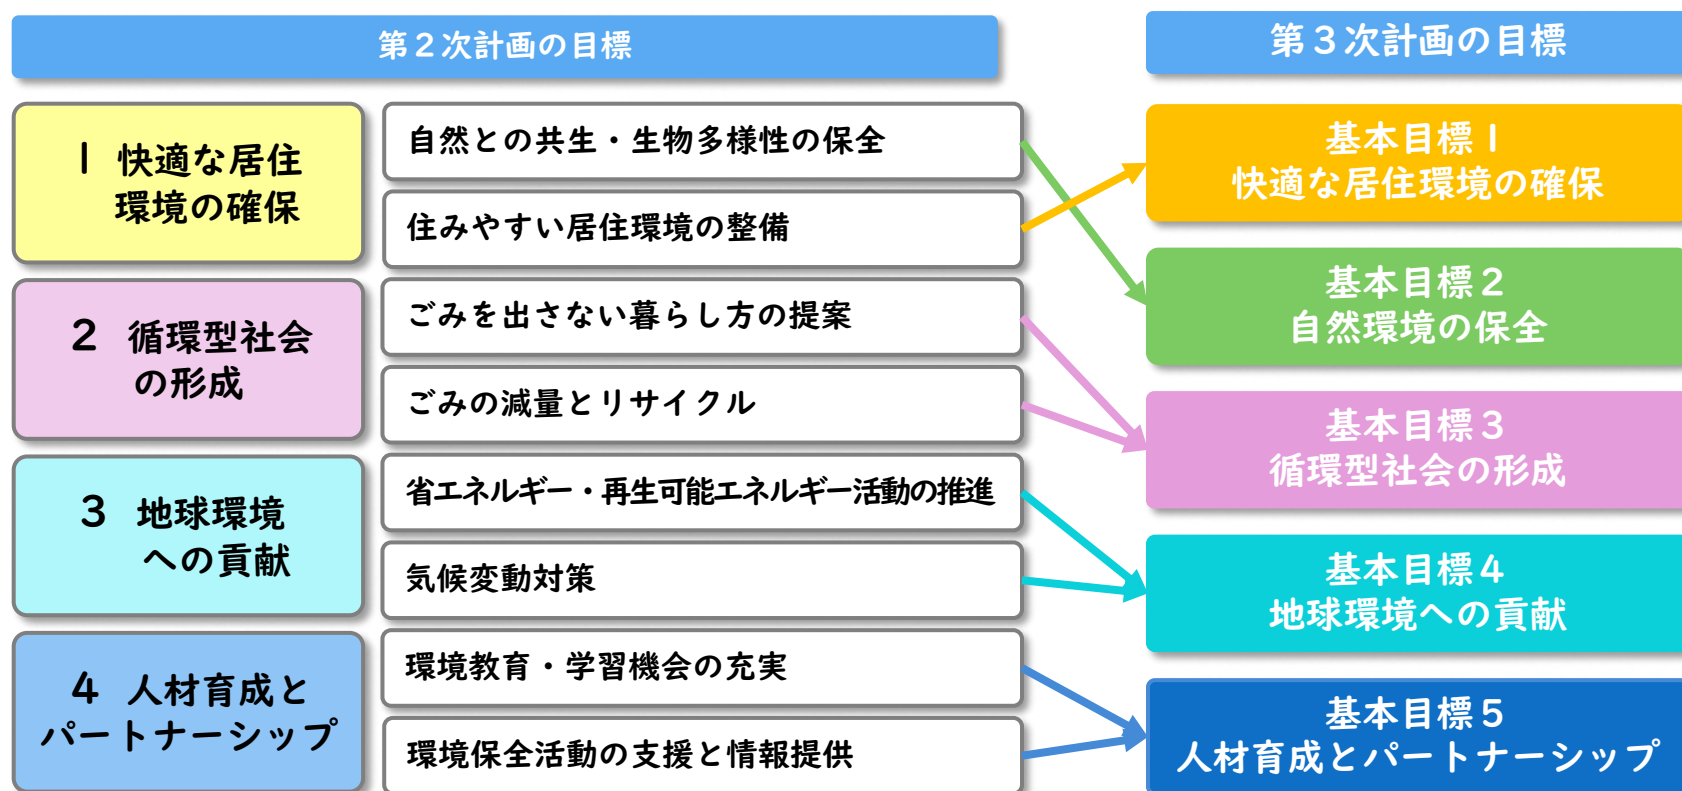 第２次計画の目標
第３次計画の目標
1 快適な居住
環境の確保
自然との共生・生物多様性の保全
住みやすい居住環境の整備
2 循環型社会
の形成
ごみを出さない暮らし方の提案
ごみの減量とリサイクル
3 地球環境
への貢献
省エネルギー・再生可能エネルギー活動の推進
気候変動対策
4 人材育成と
パートナーシップ
環境教育・学習機会の充実
環境保全活動の支援と情報提供
基本目標１
快適な居住環境の確保
基本目標２
自然環境の保全
基本目標３
循環型社会の形成
基本目標４
地球環境への貢献
基本目標５
人材育成とパートナーシップ